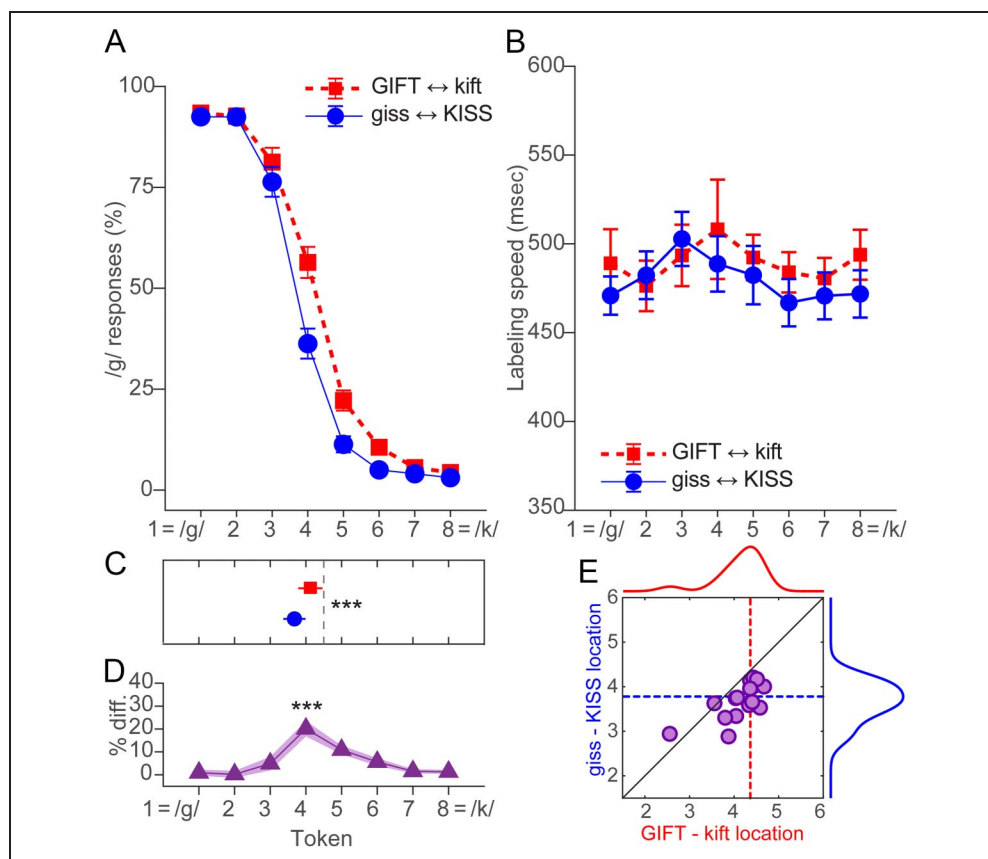 A
100
75
50
25
0
/g/ responses (%)
GIFT ↔ kift
giss ↔ KISS
1=/g/ 2 3 4 5 6 7 8=/k/
B
600
550
500
450
400
350
Labeling speed (msec)
GIFT ↔ kift
giss ↔ KISS
1=/g/ 2 3 4 5 6 7 8=/k/
C
***
D
40
30
20
10
0
% diff.
***
1=/g/ 2 3 4 5 6 7 8=/k/
Token
E
6
5
4
3
2
giss - KISS location
2 3 4 5 6
GIFT - kift location